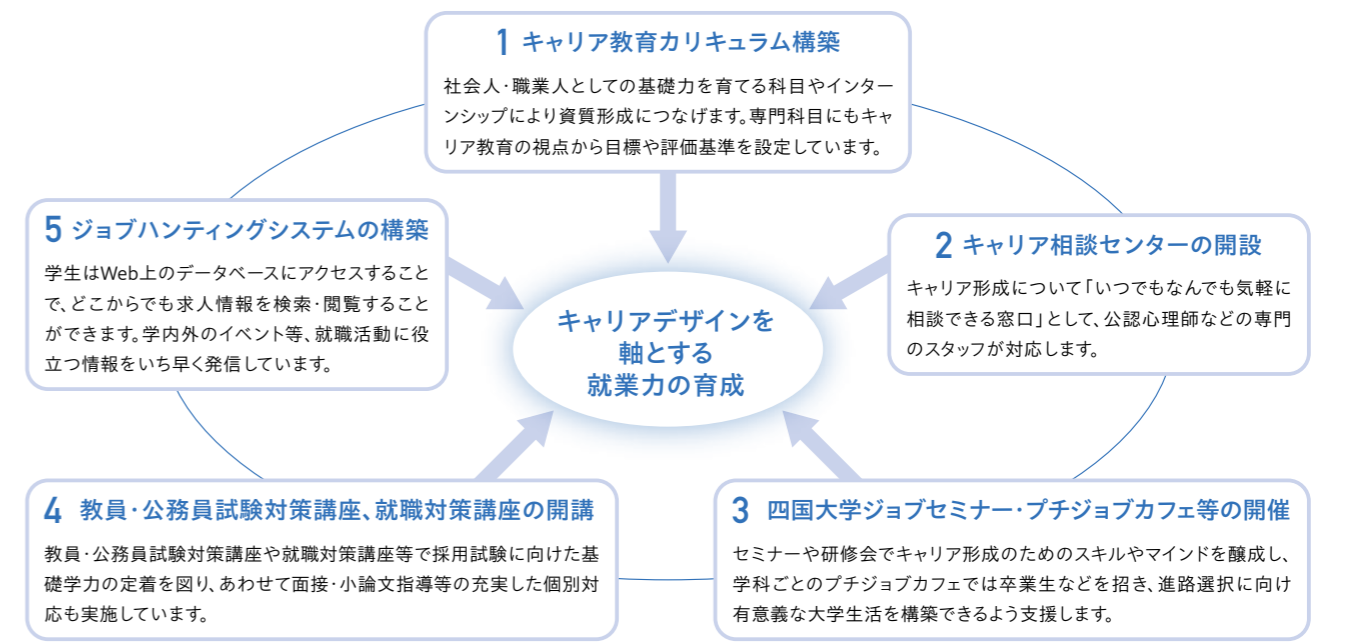 1 キャリア教育カリキュラム構築
社会人・職業人としての基礎力を育てる科目やインター
ンシップにより資質形成につなげます。専門科目にもキャ
リア教育の視点から目標や評価基準を設定しています。
2 キャリア相談センターの開設
キャリア形成について「いつでもなんでも気軽に
相談できる窓口」として、公認心理師などの専門
のスタッフが対応します。
3 四国大学ジョブセミナー・プチジョブカフェ等の開催
セミナーや研修会でキャリア形成のためのスキルやマインドを醸成し、
学科ごとのプチジョブカフェでは卒業生などを招き、進路選択に向け
有意義な大学生活を構築できるよう支援します。
4 教員・公務員試験対策講座、就職対策講座の開講
教員・公務員試験対策講座や就職対策講座等で採用試験に向けた基
礎学力の定着を図り、あわせて面接・小論文指導等の充実した個別対
応も実施しています。
5 ジョブハンティングシステムの構築
学生はWeb上のデータベースにアクセスすること
で、どこからでも求人情報を検索・閲覧すること
ができます。学内外のイベント等、就職活動に役
立つ情報をいち早く発信しています。
キャリアデザインを
軸とする
就業力の育成